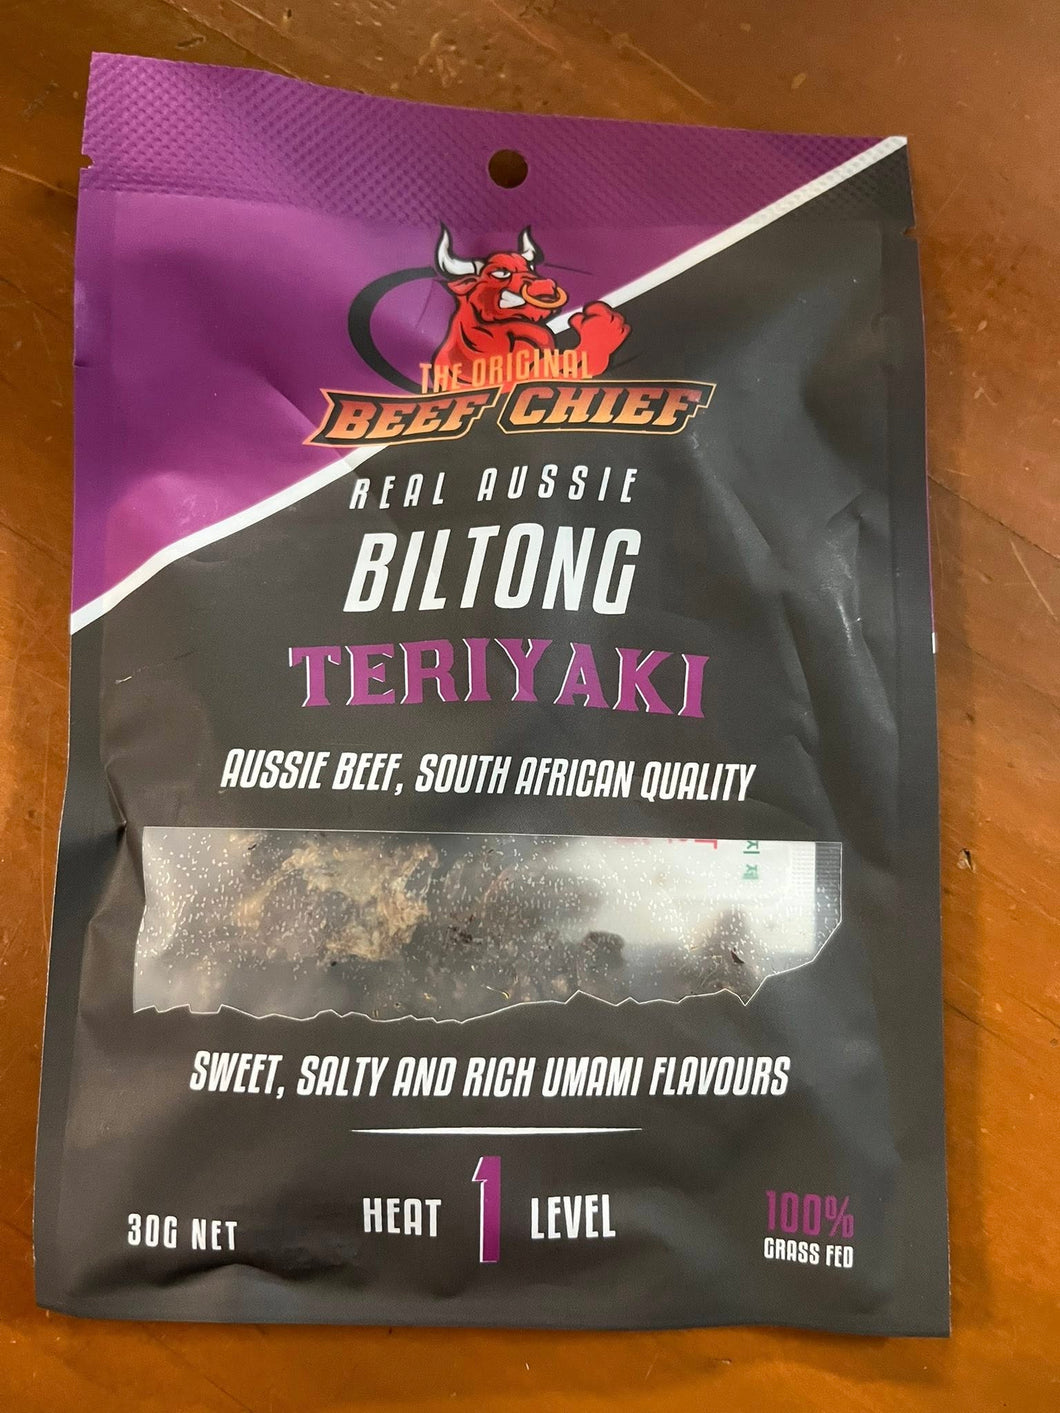 THE ORIGINAL
BEEF CHIEF
REAL AUSSIE
BILTONG
TERIYAKI
AUSSIE BEEF, SOUTH AFRICAN QUALITY
SWEET, SALTY AND RICH UMAMI FLAVOURS
HEAT 1 LEVEL
30G NET
100%
GRASS FED